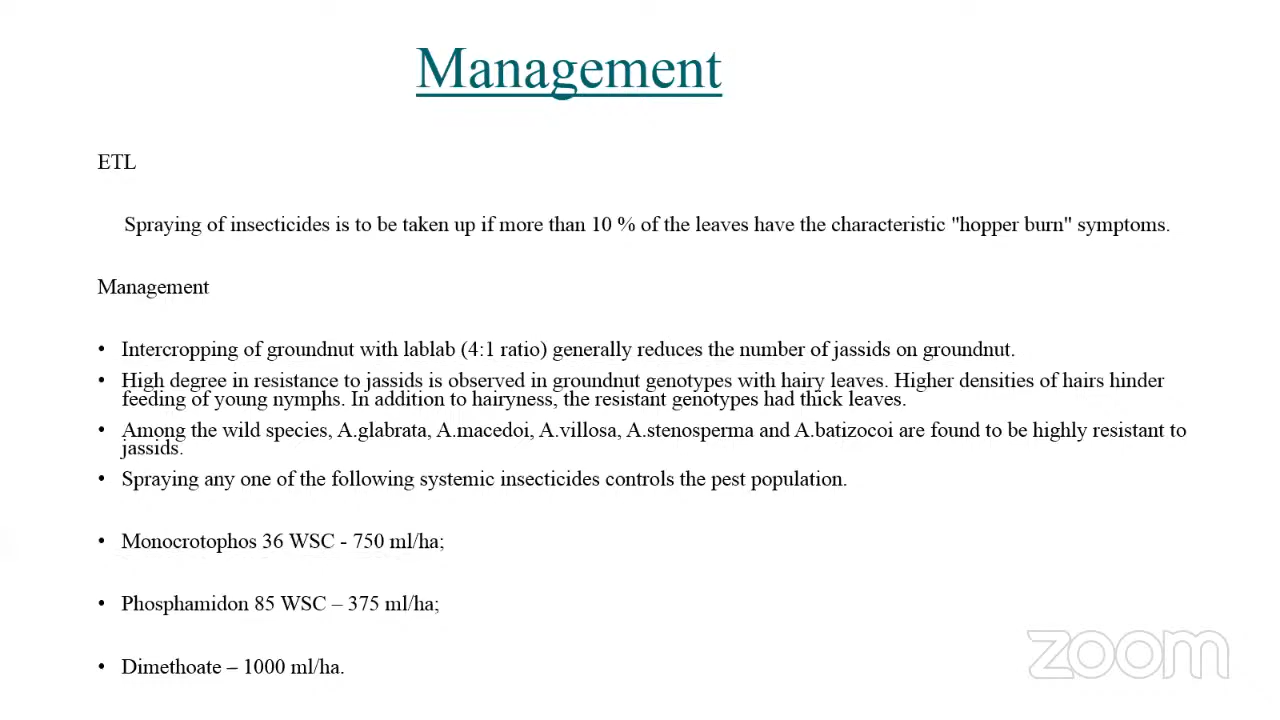 Management
ETL
Spraying of insecticides is to be taken up if more than 10 % of the leaves have the characteristic "hopper burn" symptoms.
Management
• Intercropping of groundnut with lablab (4:1 ratio) generally reduces the number of jassids on groundnut.
• High degree in resistance to jassids is observed in groundnut genotypes with hairy leaves. Higher densities of hairs hinder
feeding of young nymphs. In addition to hairyness, the resistant genotypes had thick leaves.
• Among the wild species, A.glabrata, A.macedoi, A.villosa, A.stenosperma and A.batizocoi are found to be highly resistant to
jassids.
• Spraying any one of the following systemic insecticides controls the pest population.
• Monocrotophos 36 WSC - 750 ml/ha;
• Phosphamidon 85 WSC – 375 ml/ha;
• Dimethoate – 1000 ml/ha.
zoom